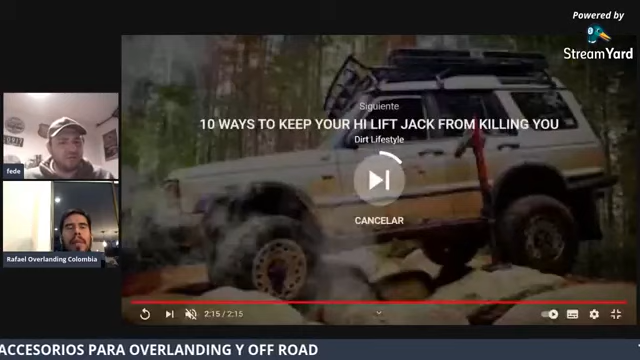 Powered by
StreamYard
Siguiente
10 WAYS TO KEEP YOUR HI LIFT JACK FROM KILLING YOU
Dirt Lifestyle
CANCELAR
fede
Rafael Overlanding Colombia
2:15 / 2:15
ACCESORIOS PARA OVERLANDING Y OFF ROAD